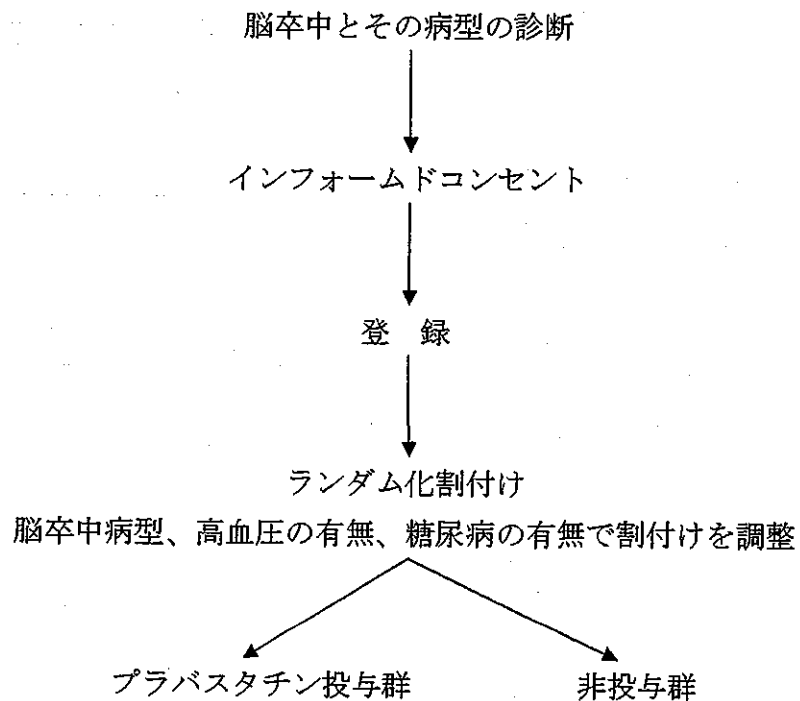 脳卒中とその病型の診断
インフォームドコンセント
登 録
ランダム化割付け
脳卒中病型、高血圧の有無、糖尿病の有無で割付けを調整
プラバスタチン投与群 非投与群